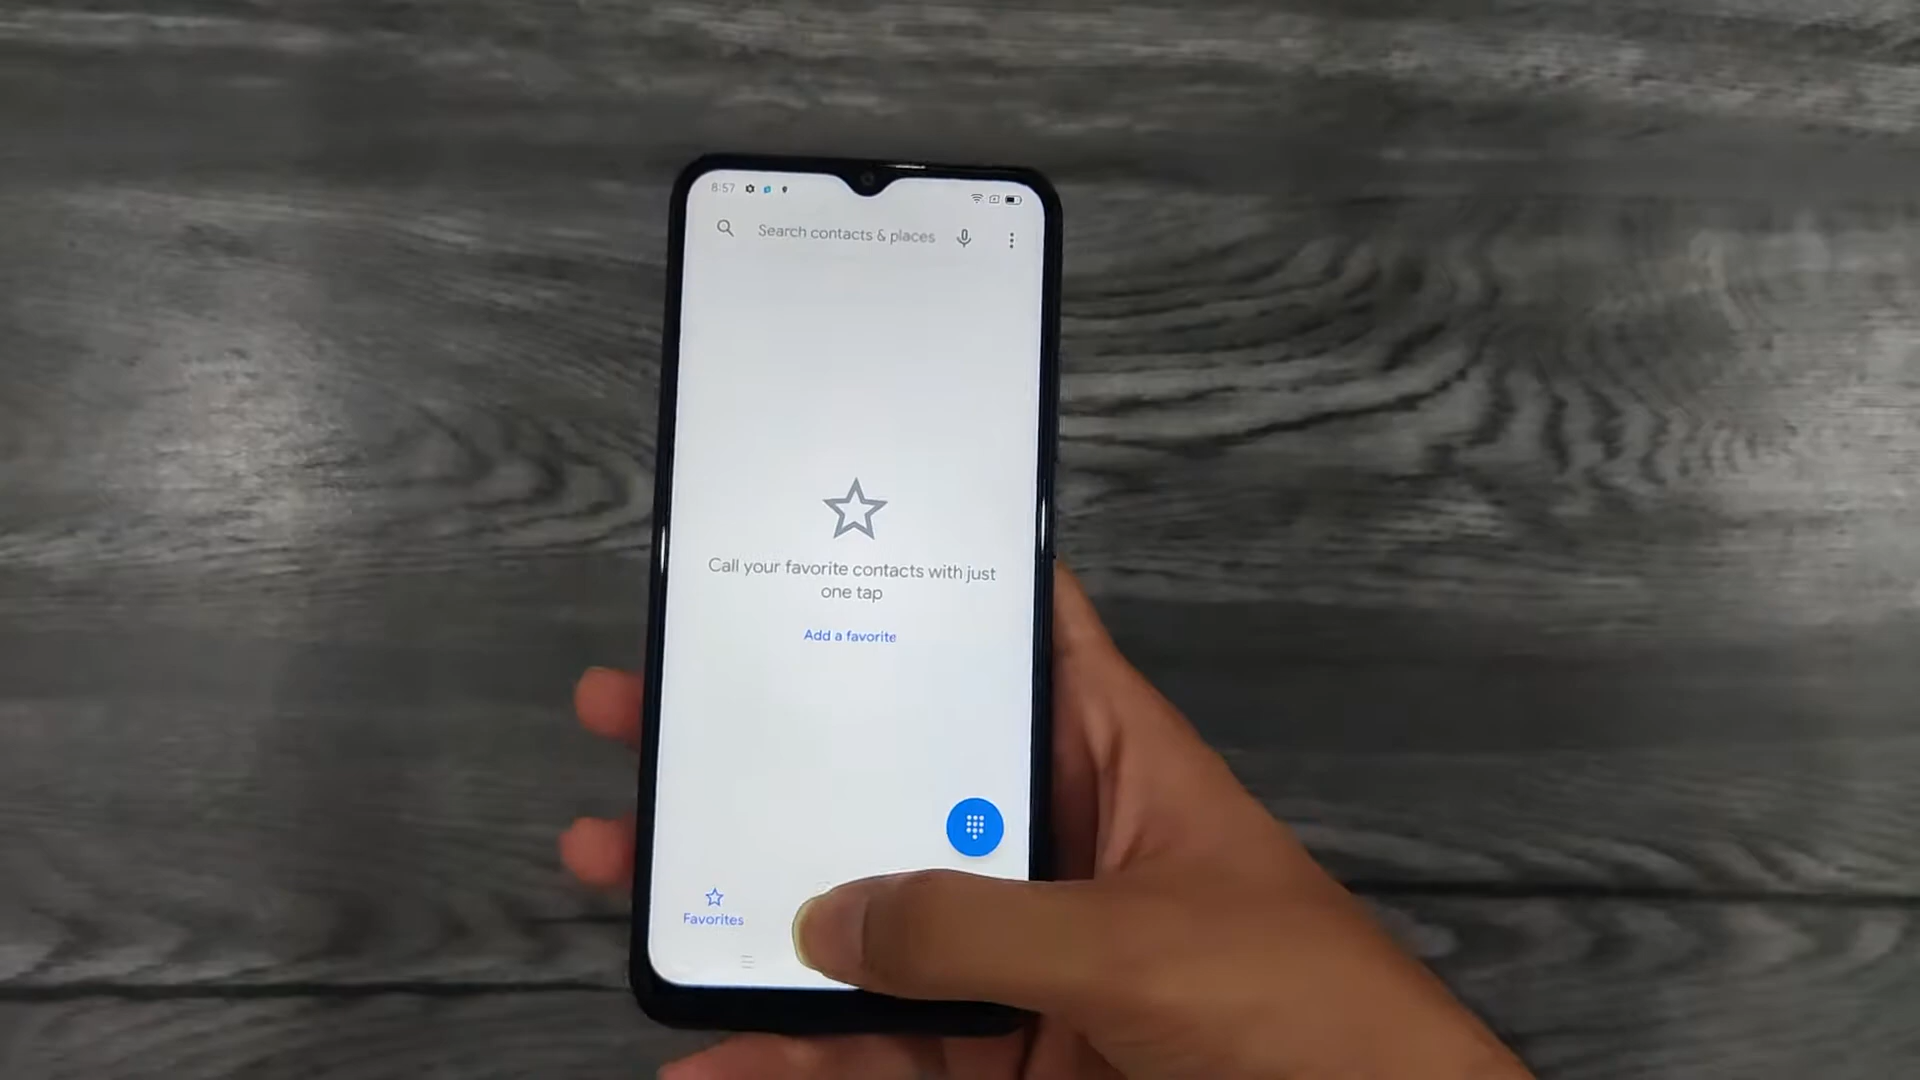 8:57
Search contacts & places
Call your favorite contacts with just
one tap
Add a favorite
Favorites